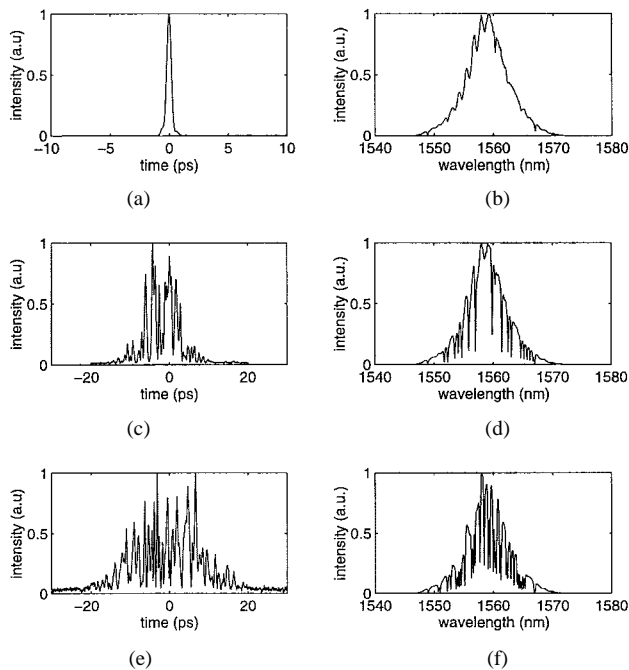 1
0.5
0
intensity (a.u)
−10
−5
0
5
10
time (ps)
(a)
1
0.5
0
intensity (a.u.)
1540
1550
1560
1570
1580
wavelength (nm)
(b)
1
0.5
0
intensity (a.u.)
−20
0
20
time (ps)
(c)
1
0.5
0
intensity (a.u.)
1540
1550
1560
1570
1580
wavelength (nm)
(d)
1
0.5
0
intensity (a.u)
−20
0
20
time (ps)
(e)
1
0.5
0
intensity (a.u.)
1540
1550
1560
1570
1580
wavelength (nm)
(f)